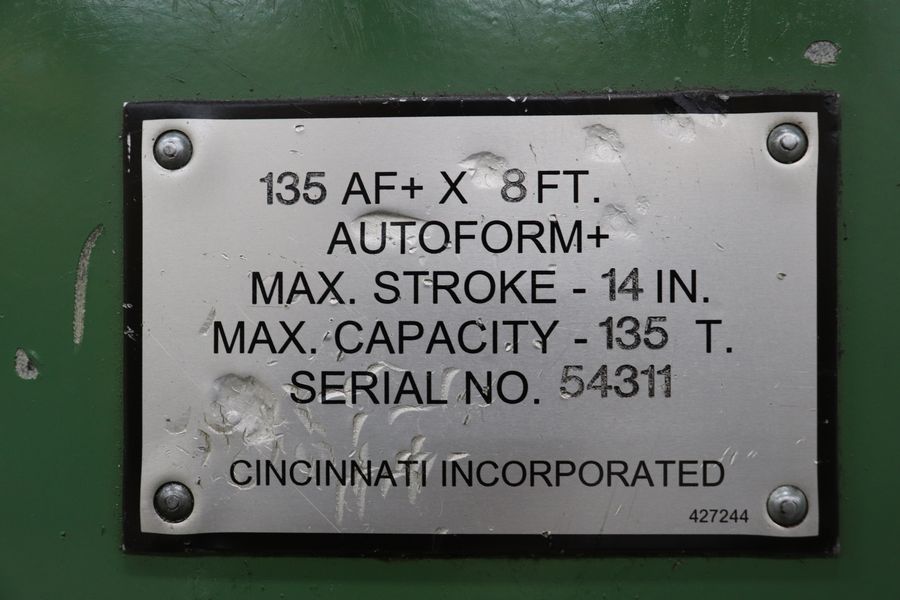 135 AF+ X 8 FT.
AUTOFORM+
MAX. STROKE - 14 IN.
MAX. CAPACITY - 135 T.
SERIAL NO. 54311
CINCINNATI INCORPORATED
427244